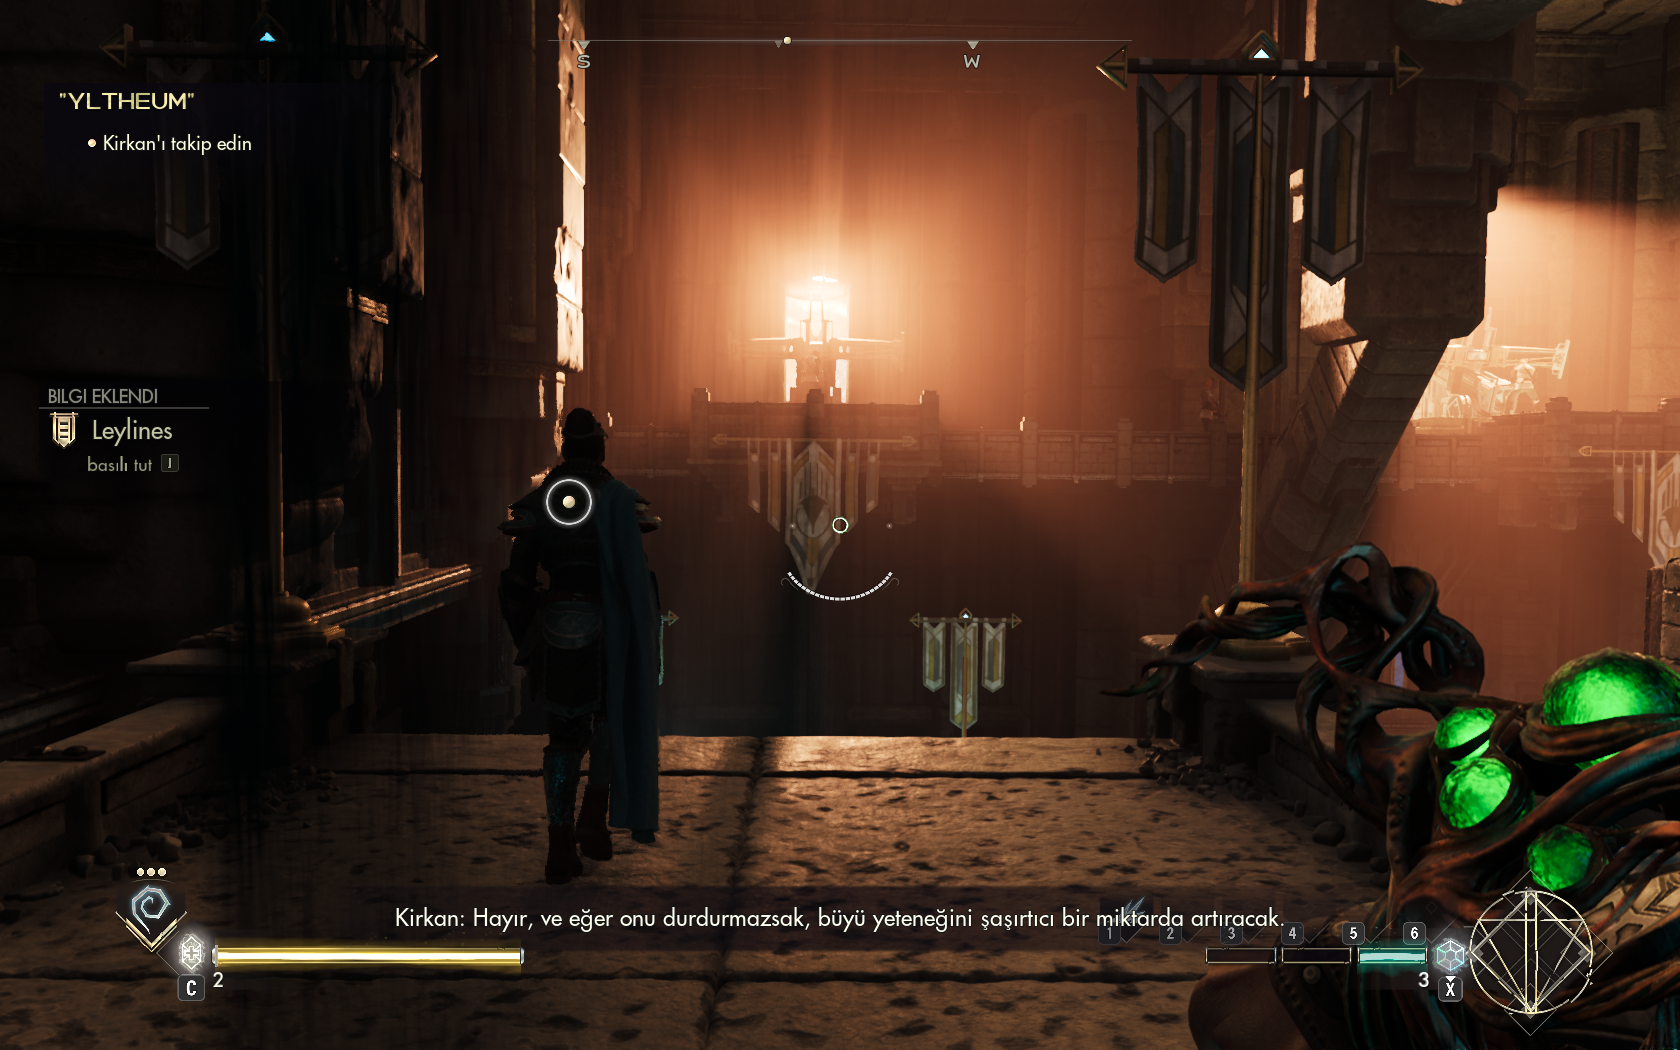 S
W
"YLTHEUM"
Kirkan'ı takip edin
BILGI EKLENDI
Leylines
basılı tut J
Kirkan: Hayır, ve eğer onu durdurmazsak, büyü yeteneğini şaşırtıcı bir miktarda artıracak.
1 2 3 4 5 6
C 2
3 X